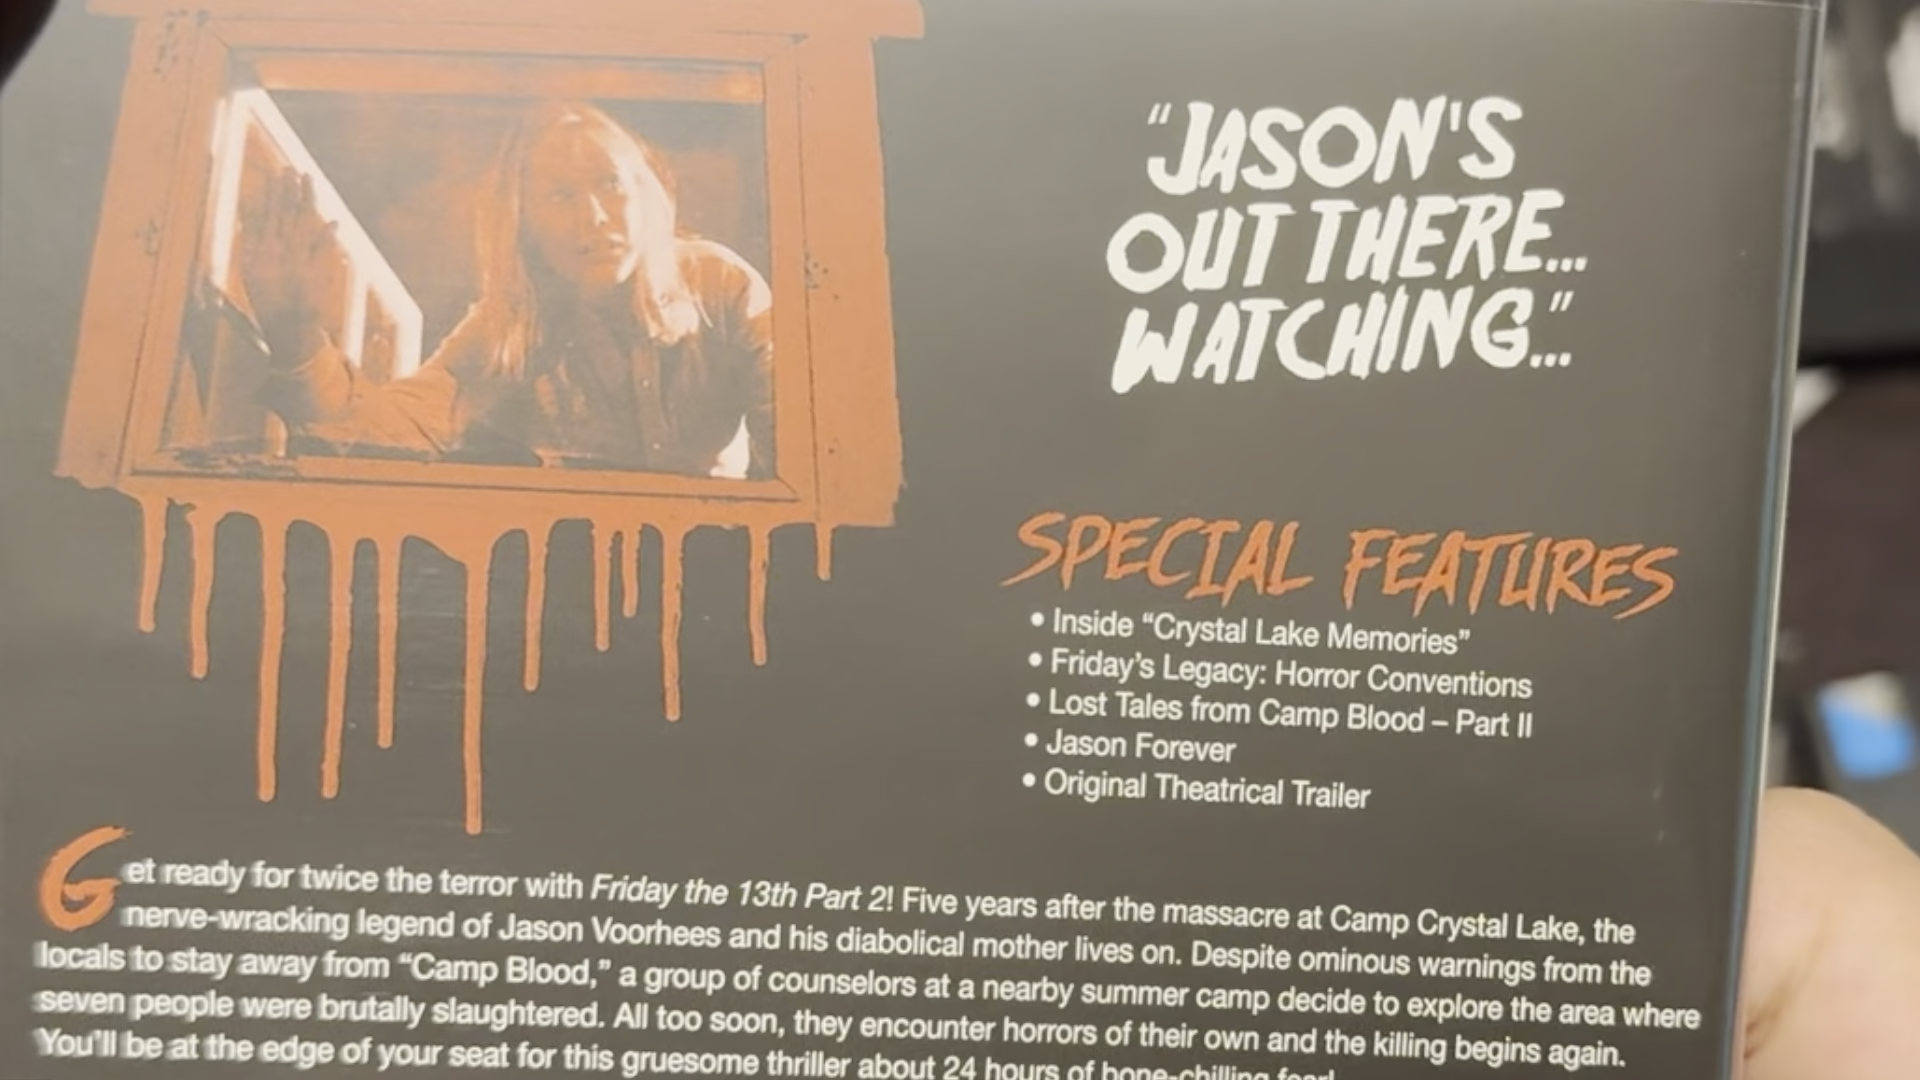 “JASON'S
OUT THERE...
WATCHING...”
SPECIAL FEATURES
• Inside “Crystal Lake Memories”
• Friday’s Legacy: Horror Conventions
• Lost Tales from Camp Blood – Part II
• Jason Forever
• Original Theatrical Trailer
Get ready for twice the terror with Friday the 13th Part 2! Five years after the massacre at Camp Crystal Lake, the
nerve-wracking legend of Jason Voorhees and his diabolical mother lives on. Despite ominous warnings from the
locals to stay away from “Camp Blood,” a group of counselors at a nearby summer camp decide to explore the area where
seven people were brutally slaughtered. All too soon, they encounter horrors of their own and the killing begins again.
You’ll be at the edge of your seat for this gruesome thriller about 24 hours of bone-chilling fear!